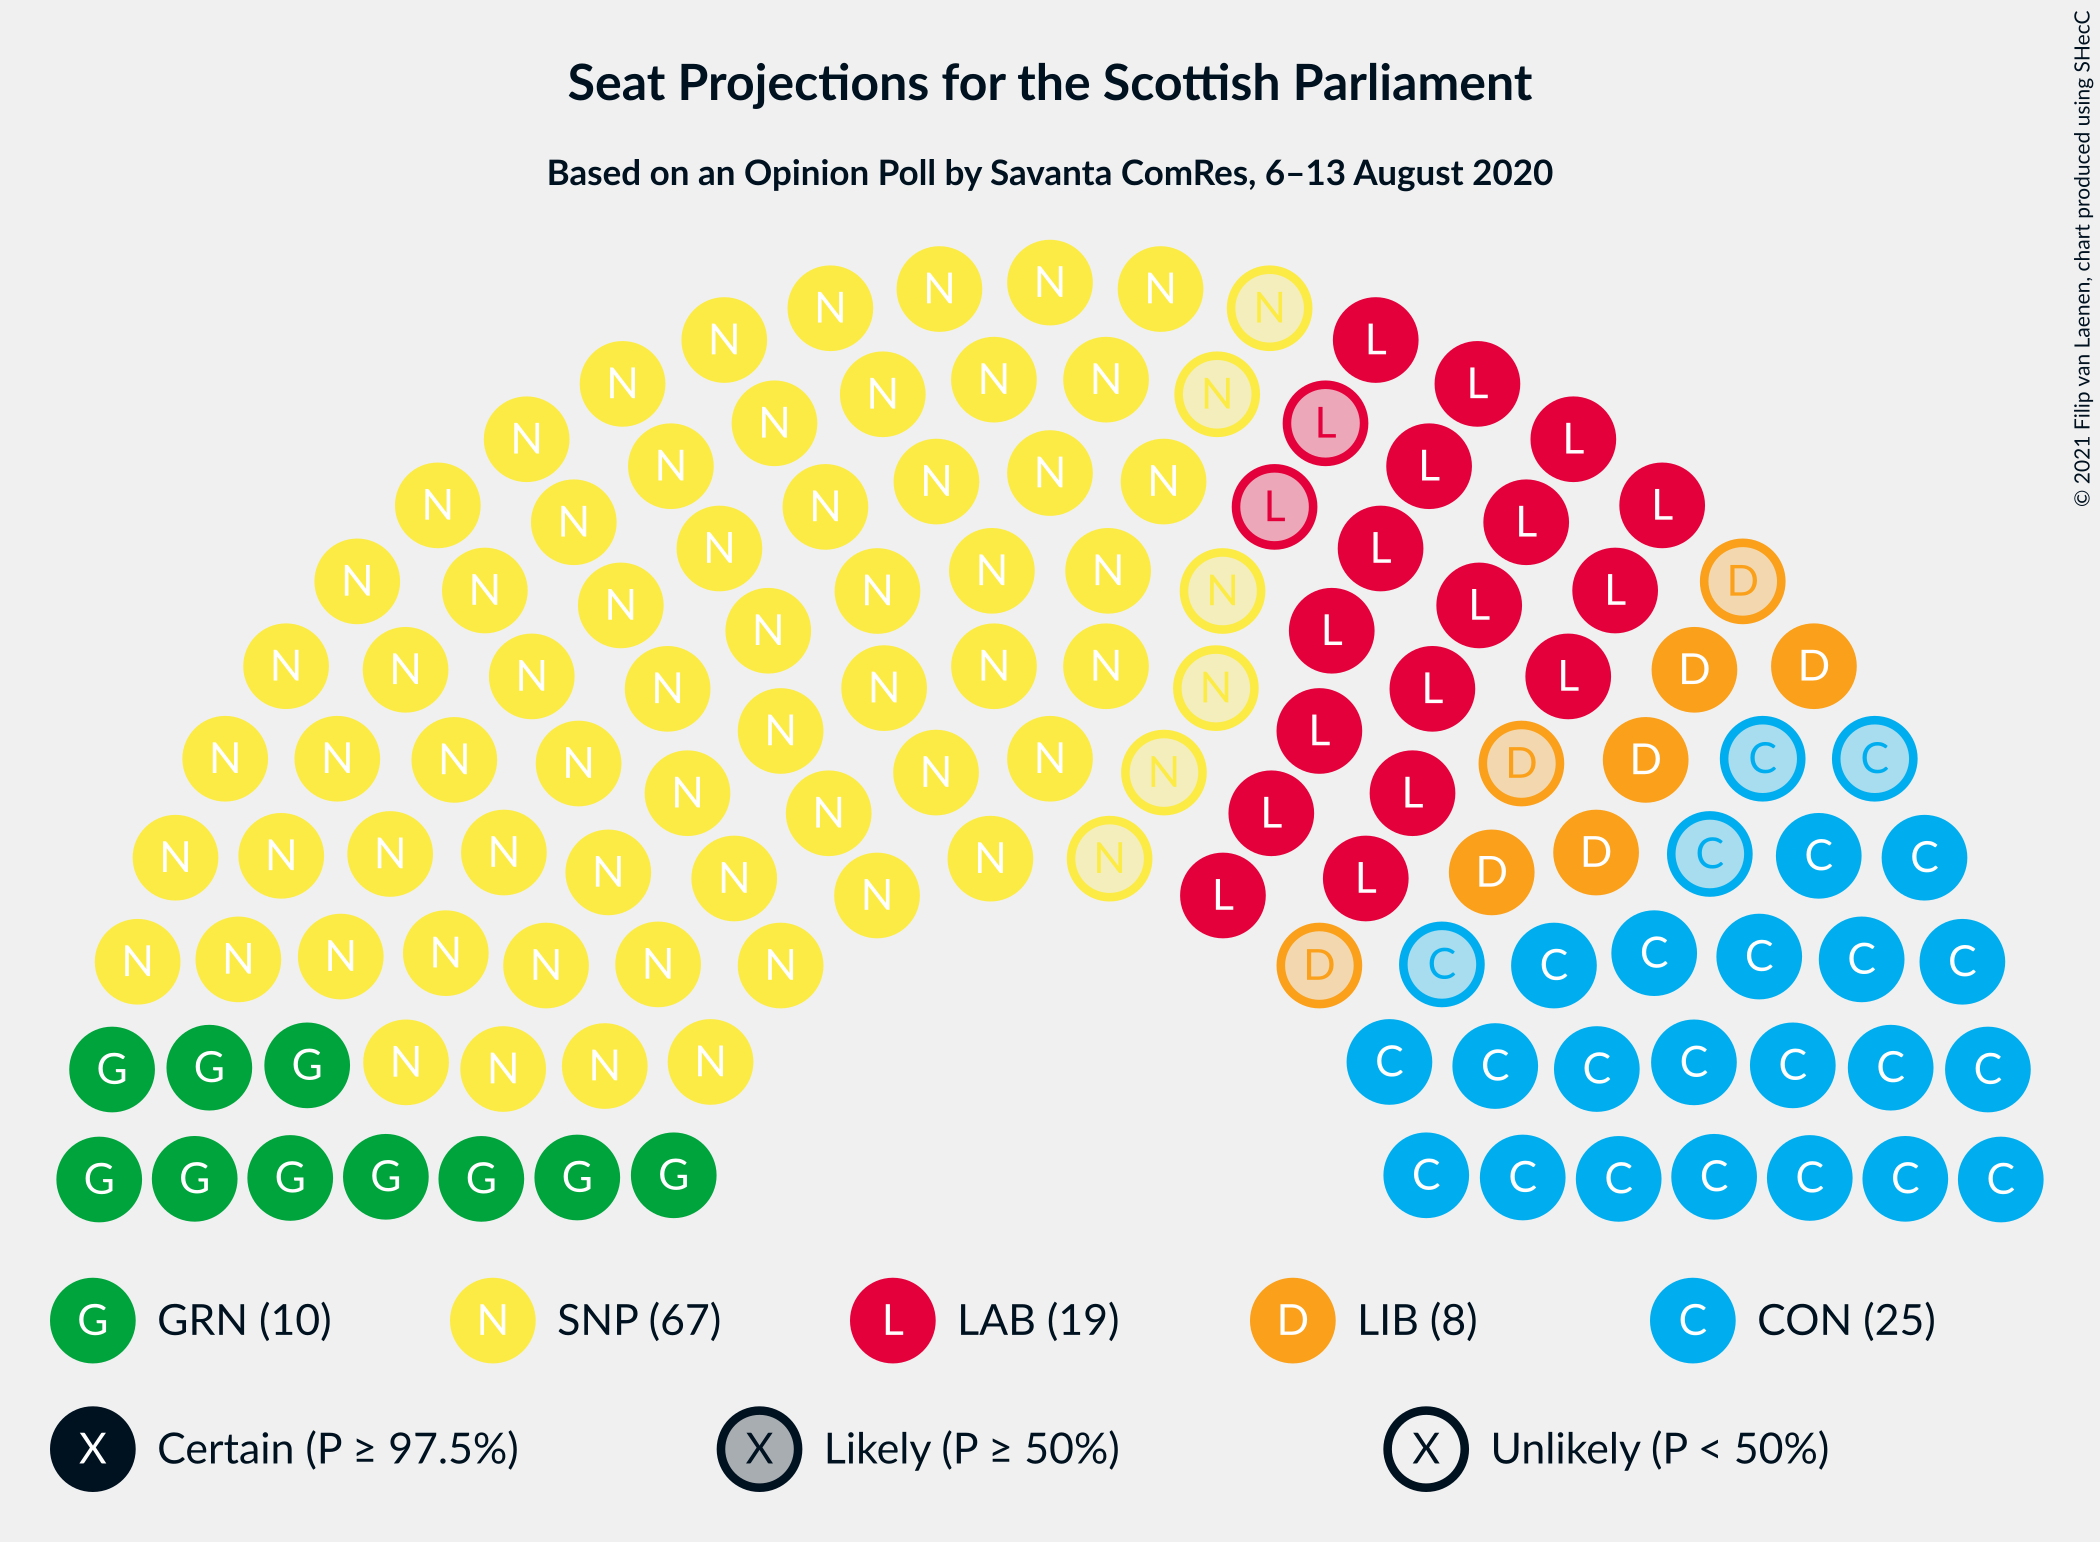 Seat Projections for the Scottish Parliament
Based on an Opinion Poll by Savanta ComRes, 6–13 August 2020
© 2021 Filip van Laenen, chart produced using SHecC
N N N N N
N L
N N N N N L
N N L L
N N N N L
N N N L L L
N N N L
N N N N N L L D
N L
N N N N N N N N L L D D
N L
N N N N N N N D D C C
N N L L
N N N N N N N N N L L D D C C C
N N N N N N N D C C C C C C
G G G N N N N C C C C C C C
G G G G G G G C C C C C C C
G GRN (10) N SNP (67) L LAB (19) D LIB (8) C CON (25)
X Certain (P ≥ 97.5%) X Likely (P ≥ 50%) X Unlikely (P < 50%)